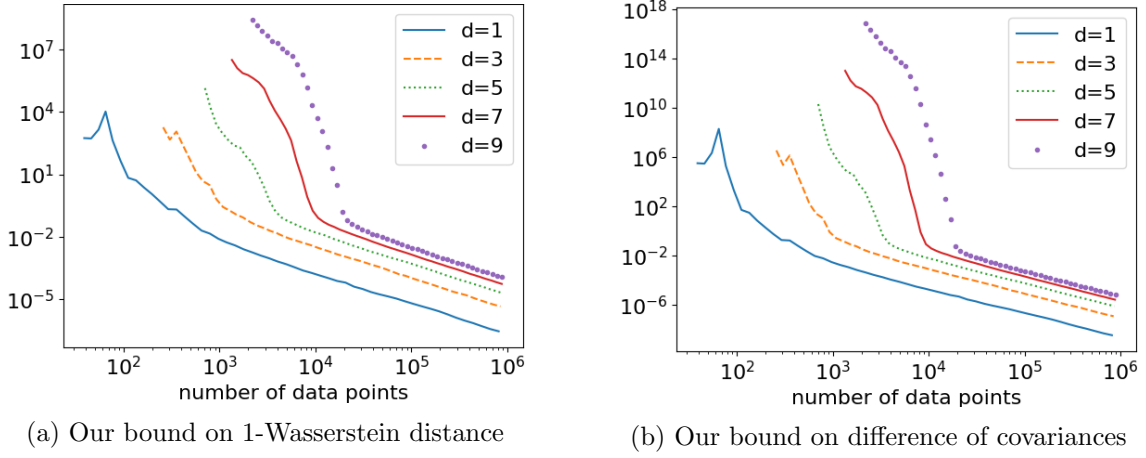 10^7
10^4
10^1
10^-2
10^-5
10^2
10^3
10^4
10^5
10^6
number of data points
d=1
d=3
d=5
d=7
d=9
(a) Our bound on 1-Wasserstein distance
10^18
10^14
10^10
10^6
10^2
10^-2
10^-6
10^2
10^3
10^4
10^5
10^6
number of data points
d=1
d=3
d=5
d=7
d=9
(b) Our bound on difference of covariances